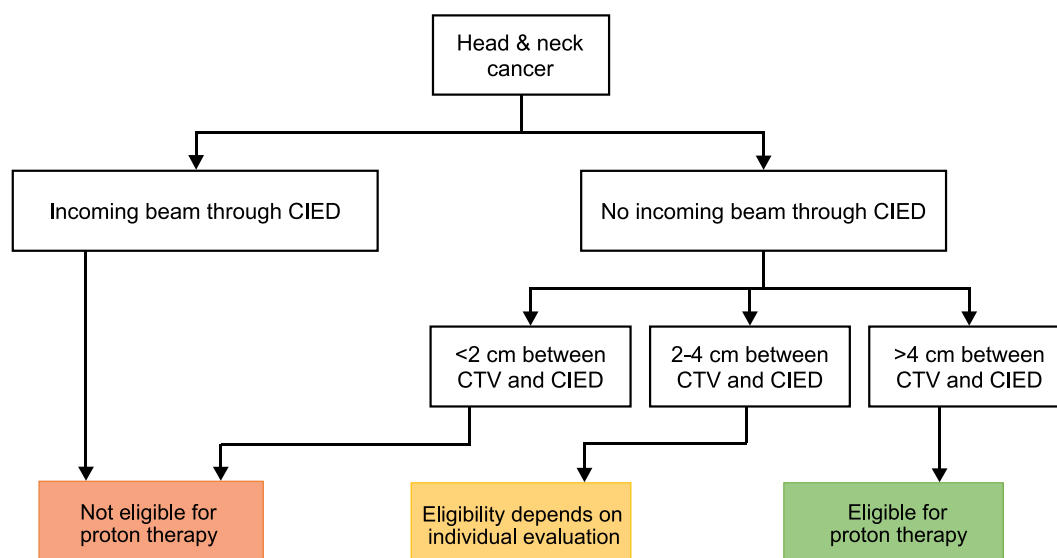 Head & neck
cancer
Incoming beam through CIED
No incoming beam through CIED
<2 cm between
CTV and CIED
2-4 cm between
CTV and CIED
>4 cm between
CTV and CIED
Not eligible for
proton therapy
Eligibility depends on
individual evaluation
Eligible for
proton therapy